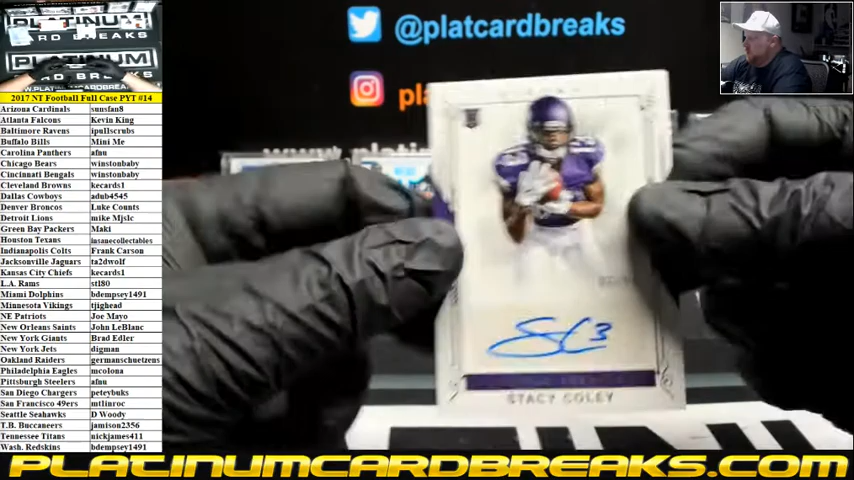 PLATINUM
CARD BREAKS
PLATINUM
@platcardbreaks
2017 NT Football Full Case PYT #14
Arizona Cardinals sunsfan8
Atlanta Falcons Kevin King
Baltimore Ravens ipullscrubs
Buffalo Bills Mini Me
Carolina Panthers afnu
Chicago Bears winstonbaby
Cincinnati Bengals winstonbaby
Cleveland Browns kecards1
Dallas Cowboys adub4545
Denver Broncos Luke Counts
Detroit Lions mike Mjslc
Green Bay Packers Maki
Houston Texans insanecollectables
Indianapolis Colts Frank Carson
Jacksonville Jaguars ta2dwolf
Kansas City Chiefs kecards1
L.A. Rams stl80
Miami Dolphins bdempsey1491
Minnesota Vikings tjighead
NE Patriots Joe Mayo
New Orleans Saints John LeBlanc
New York Giants Brad Edler
New York Jets digman
Oakland Raiders germanschuetzens
Philadelphia Eagles mcolona
Pittsburgh Steelers afnu
San Diego Chargers peteybuks
San Francisco 49ers mtlinroc
Seattle Seahawks D Woody
T.B. Buccaneers jamison2356
Tennessee Titans nickjames411
Wash. Redskins bdempsey1491
STACY COLEY
PLATINUMCARDBREAKS.COM